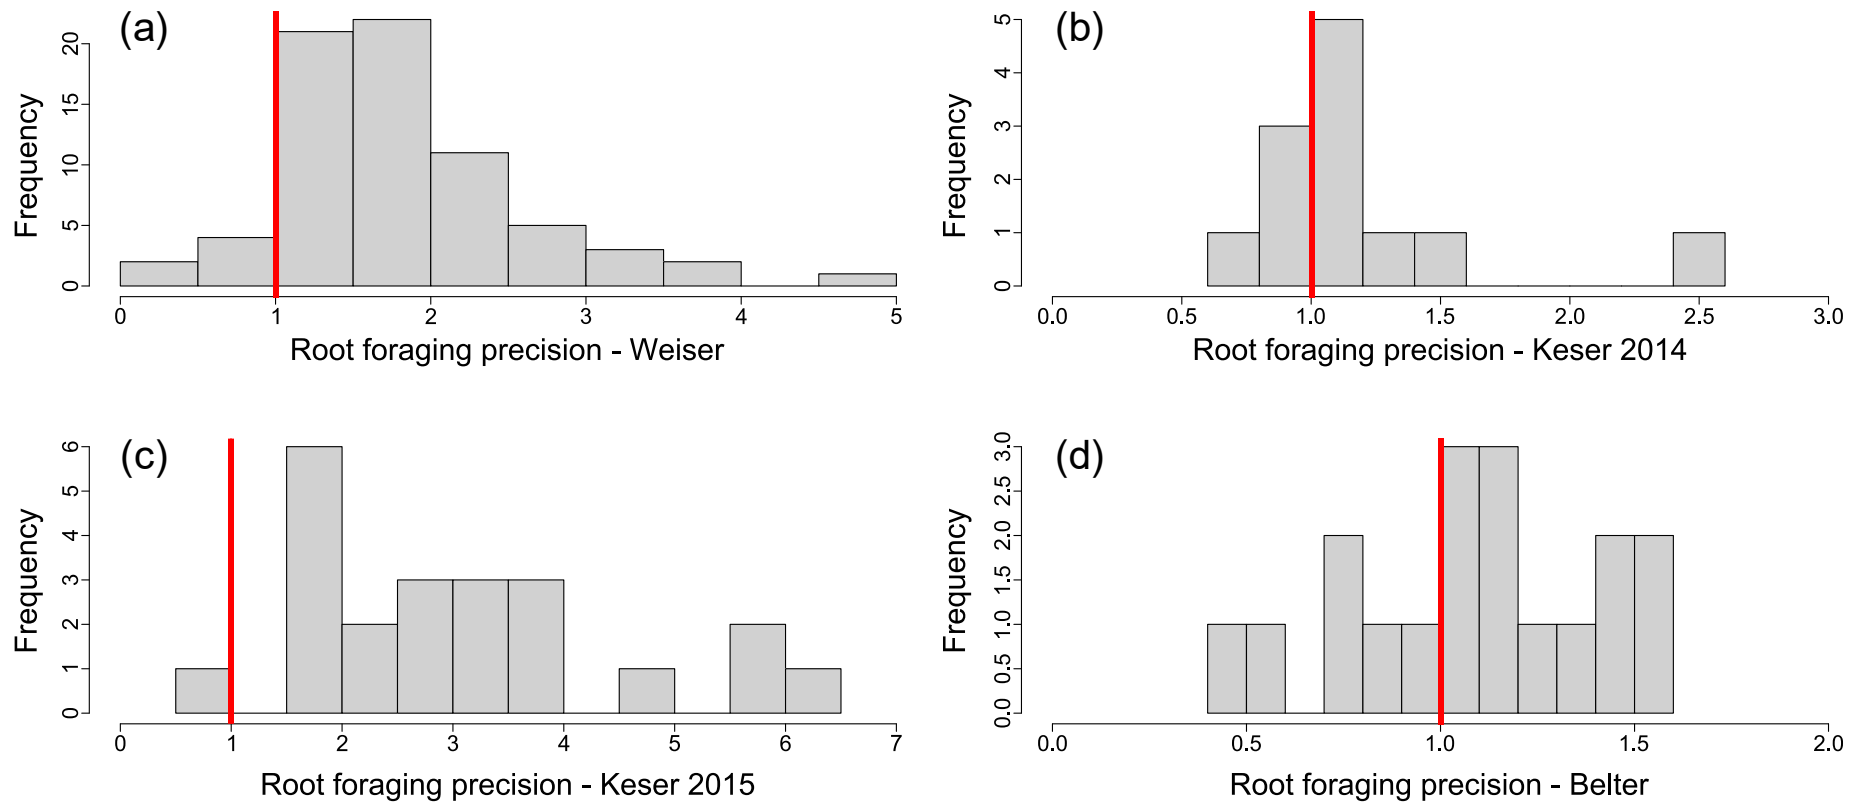 (a)
Frequency
20
15
10
5
0
0 1 2 3 4 5
Root foraging precision - Weiser
(b)
Frequency
5
4
3
2
1
0
0.0 0.5 1.0 1.5 2.0 2.5 3.0
Root foraging precision - Keser 2014
(c)
Frequency
6
5
4
3
2
1
0
0 1 2 3 4 5 6 7
Root foraging precision - Keser 2015
(d)
Frequency
3.0
2.5
2.0
1.5
1.0
0.5
0.0
0.0 0.5 1.0 1.5 2.0
Root foraging precision - Belter